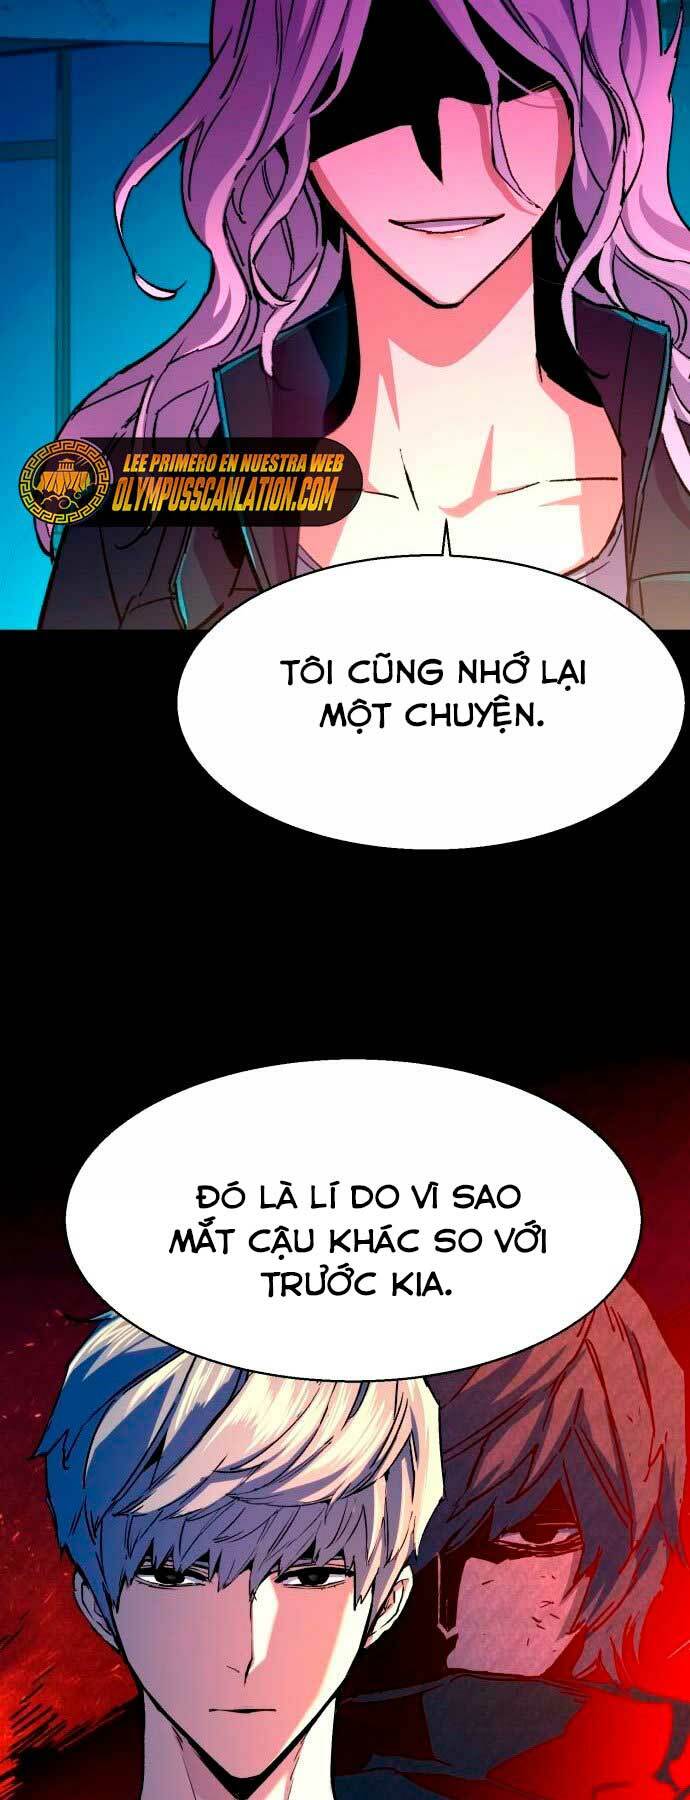 LEE PRIMERO EN NUESTRA WEB
OLYMPUSSCANLATION.COM
TÔI CŨNG NHỚ LẠI
MỘT CHUYỆN.
ĐÓ LÀ LÍ DO VÌ SAO
MẮT CẬU KHÁC SO VỚI
TRƯỚC KIA.